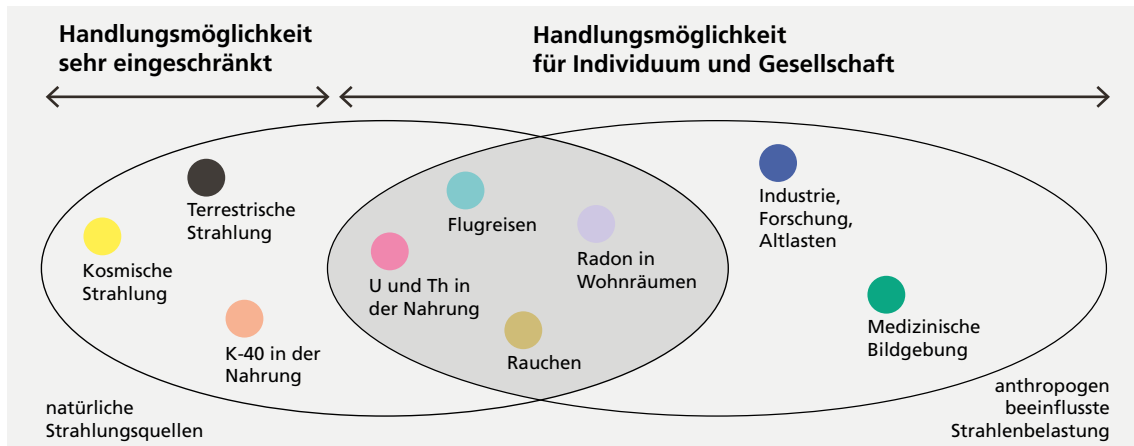 Handlungsmöglichkeit
sehr eingeschränkt
Handlungsmöglichkeit
für Individuum und Gesellschaft
Terrestrische
Strahlung
Kosmische
Strahlung
K-40 in der
Nahrung
Flugreisen
U und Th in
der Nahrung
Radon in
Wohnräumen
Rauchen
Industrie,
Forschung,
Altlasten
Medizinische
Bildgebung
natürliche
Strahlungsquellen
anthropogen
beeinflusste
Strahlenbelastung